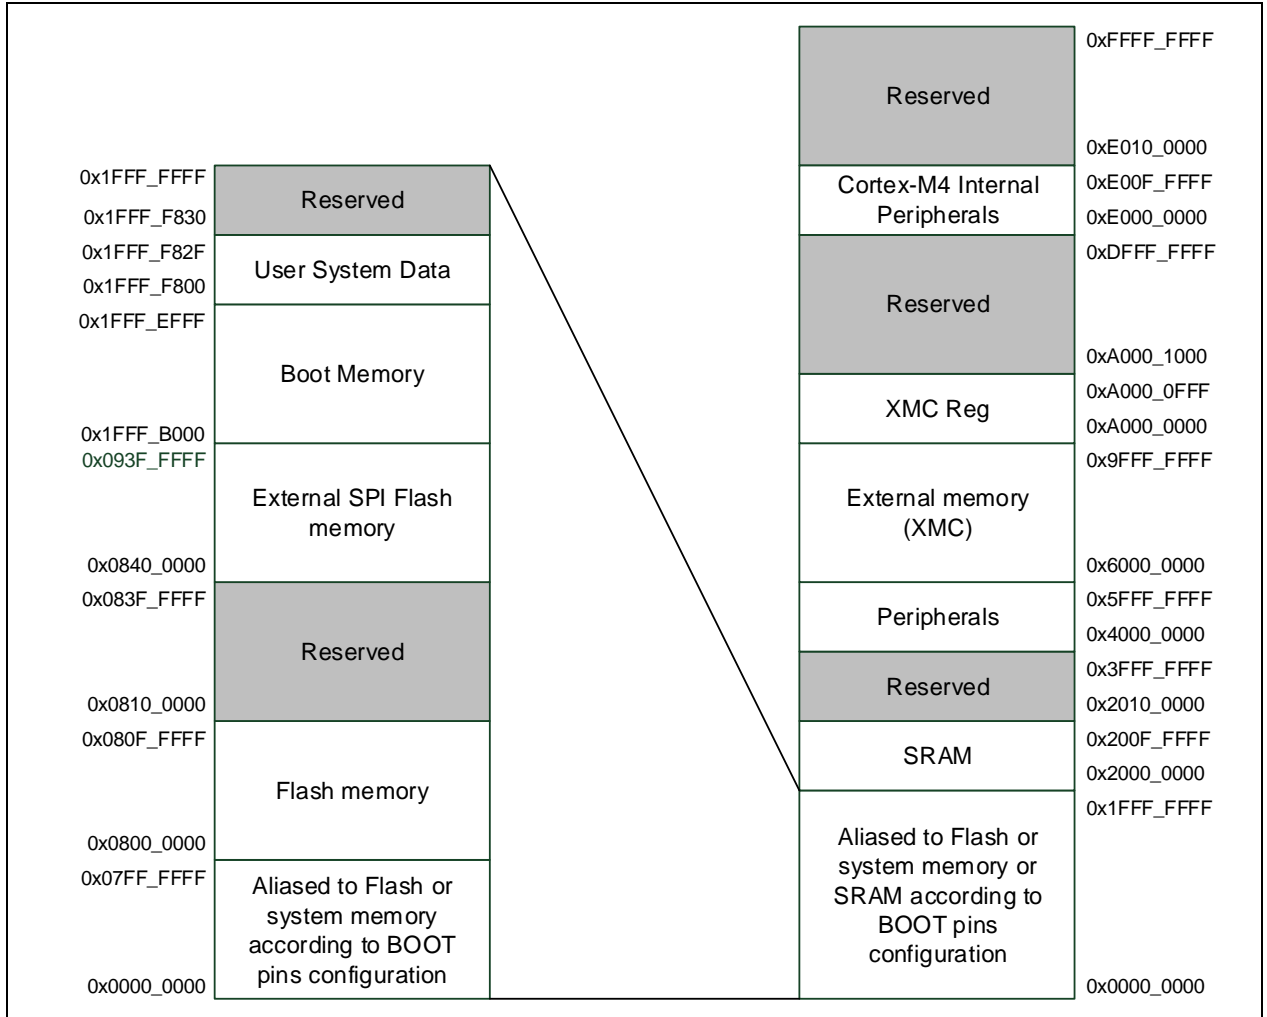 0x1FFF_FFFF
Reserved
0x1FFF_F830
0x1FFF_F82F
User System Data
0x1FFF_F800
0x1FFF_EFFF
Boot Memory
0x1FFF_B000
0x093F_FFFF
External SPI Flash
memory
0x0840_0000
0x083F_FFFF
Reserved
0x0810_0000
0x080F_FFFF
Flash memory
0x0800_0000
0x07FF_FFFF
Aliased to Flash or
system memory
according to BOOT
pins configuration
0x0000_0000
0xFFFF_FFFF
Reserved
0xE010_0000
Cortex-M4 Internal
Peripherals
0xE00F_FFFF
0xE000_0000
0xDFFF_FFFF
Reserved
0xA000_1000
0xA000_0FFF
XMC Reg
0xA000_0000
0x9FFF_FFFF
External memory
(XMC)
0x6000_0000
0x5FFF_FFFF
Peripherals
0x4000_0000
0x3FFF_FFFF
Reserved
0x2010_0000
0x200F_FFFF
SRAM
0x2000_0000
0x1FFF_FFFF
Aliased to Flash or
system memory or
SRAM according to
BOOT pins
configuration
0x0000_0000